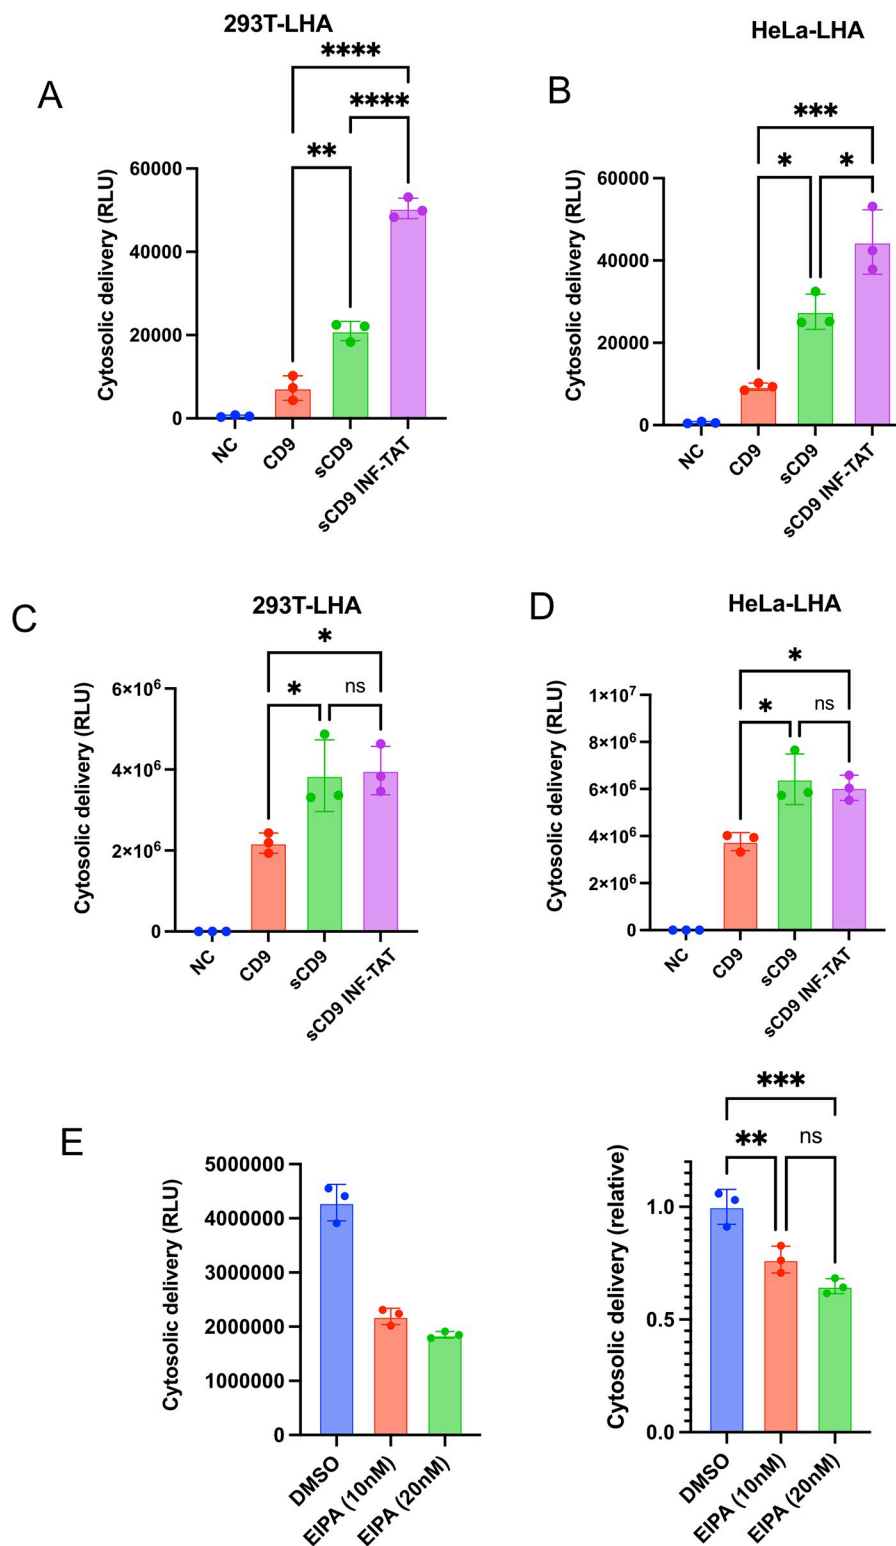 293T-LHA
A
****
****
**
Cytosolic delivery (RLU)
60000
40000
20000
0
NC
CD9
sCD9
sCD9 INF-TAT
HeLa-LHA
B
***
*
*
Cytosolic delivery (RLU)
60000
40000
20000
0
NC
CD9
sCD9
sCD9 INF-TAT
C
293T-LHA
*
*
ns
Cytosolic delivery (RLU)
6×10⁶
4×10⁶
2×10⁶
0
NC
CD9
sCD9
sCD9 INF-TAT
D
HeLa-LHA
*
*
ns
Cytosolic delivery (RLU)
1×10⁷
8×10⁶
6×10⁶
4×10⁶
2×10⁶
0
NC
CD9
sCD9
sCD9 INF-TAT
E
Cytosolic delivery (RLU)
5000000
4000000
3000000
2000000
1000000
0
DMSO
EIPA (10nM)
EIPA (20nM)
***
**
ns
Cytosolic delivery (relative)
1.0
0.5
0.0
DMSO
EIPA (10nM)
EIPA (20nM)